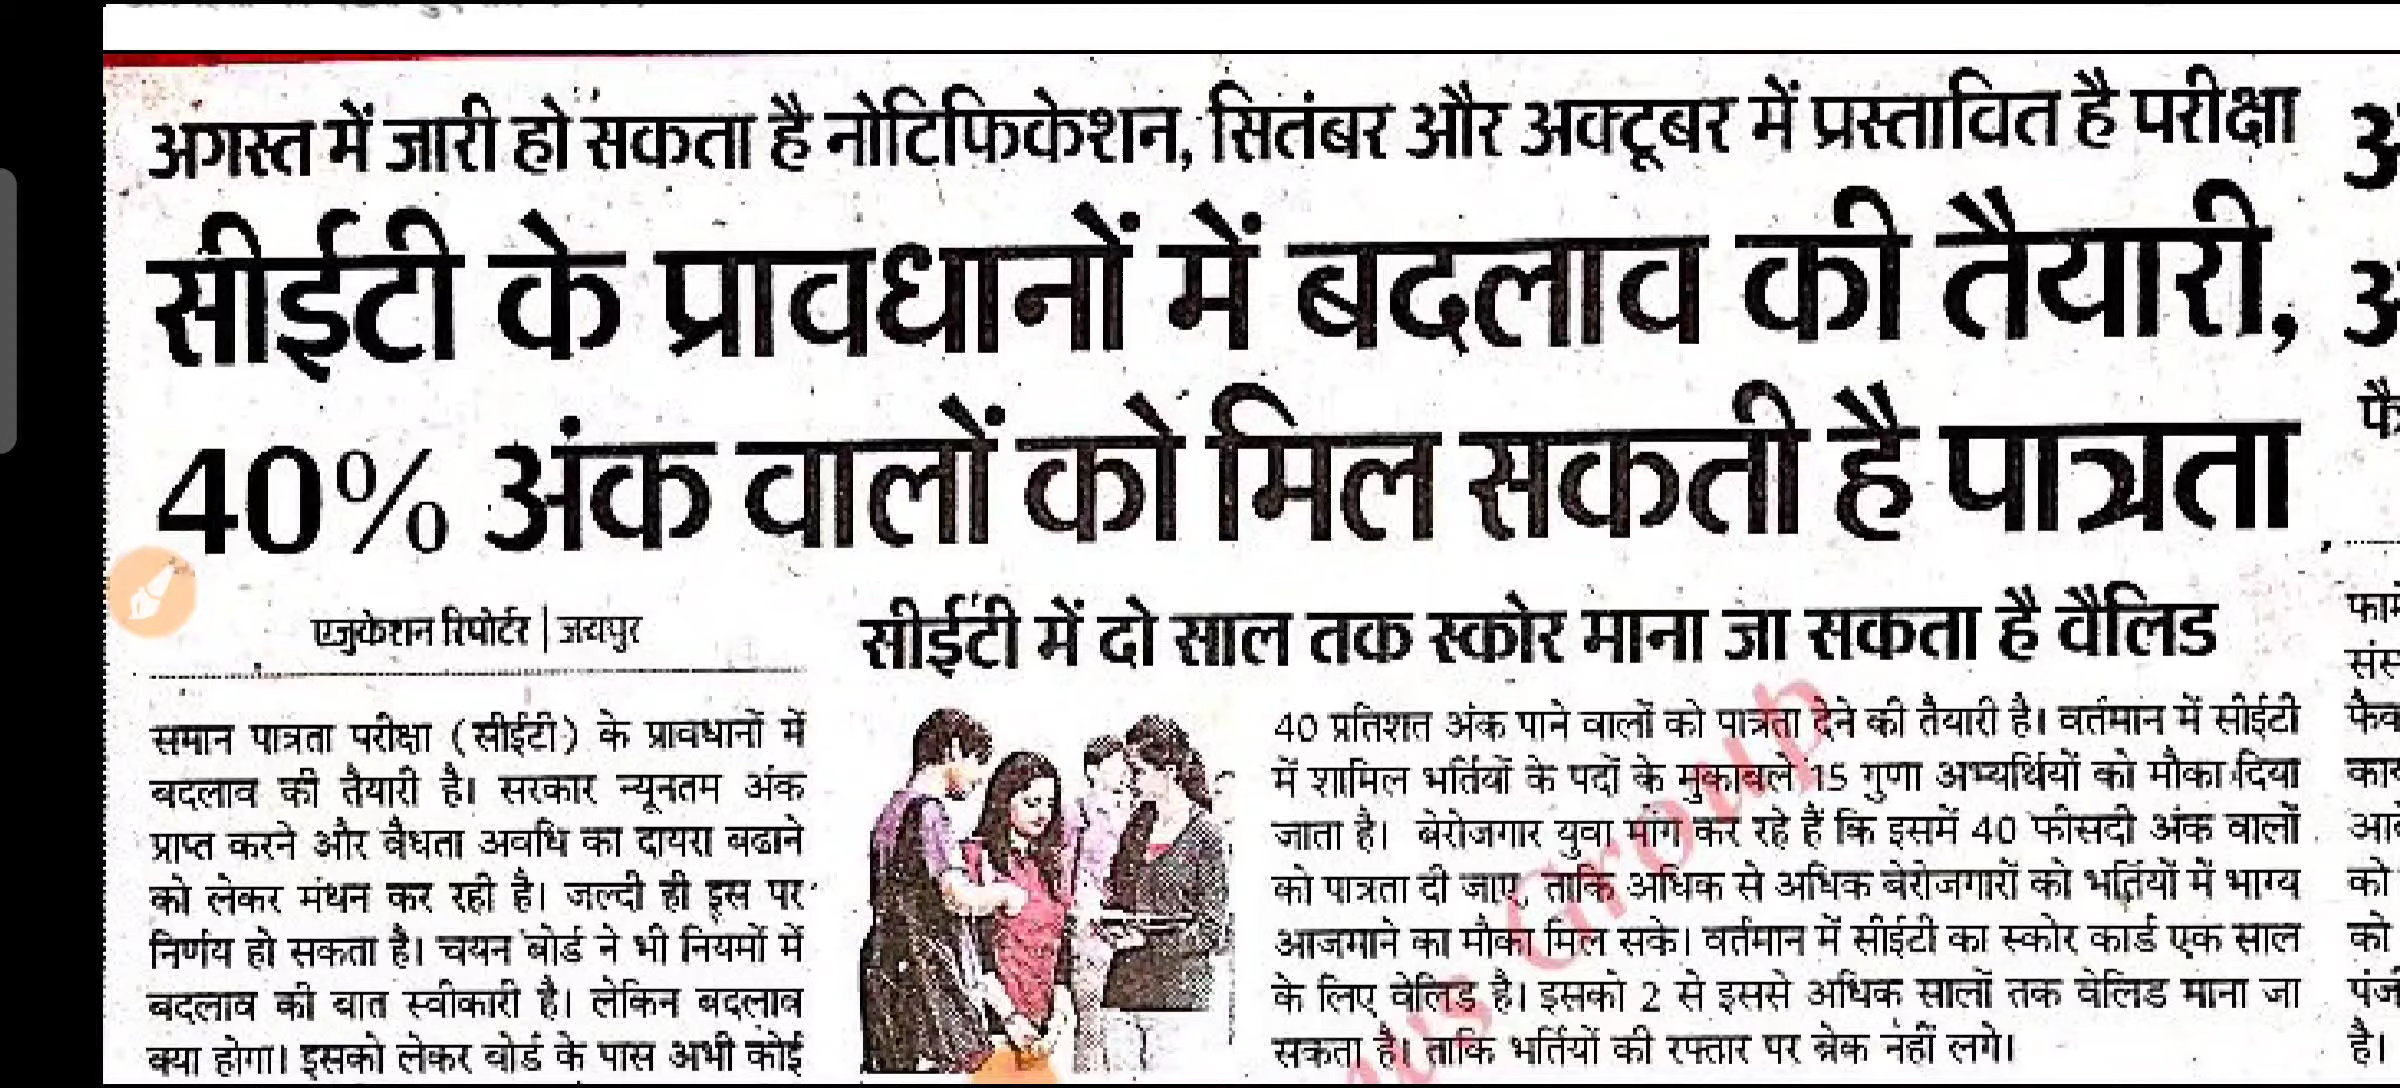 अगस्त में जारी हो सकता है नोटिफिकेशन, सितंबर और अक्टूबर में प्रस्तावित है परीक्षा
सीईटी के प्रावधानों में बदलाव की तैयारी,
40% अंक वालों को मिल सकती है पात्रता
एजुकेशन रिपोर्टर | जयपुर
समान पात्रता परीक्षा (सीईटी) के प्रावधानों में
बदलाव की तैयारी है। सरकार न्यूनतम अंक
प्राप्त करने और वैधता अवधि का दायरा बढाने
को लेकर मंथन कर रही है। जल्दी ही इस पर
निर्णय हो सकता है। चयन बोर्ड ने भी नियमों में
बदलाव की बात स्वीकारी है। लेकिन बदलाव
क्या होगा। इसको लेकर बोर्ड के पास अभी कोई
सीईटी में दो साल तक स्कोर माना जा सकता है वैलिड
40 प्रतिशत अंक पाने वालों को पात्रता देने की तैयारी है। वर्तमान में सीईटी
में शामिल भर्तियों के पदों के मुकाबले 15 गुणा अभ्यर्थियों को मौका दिया
जाता है। बेरोजगार युवा मांग कर रहे हैं कि इसमें 40 फीसदी अंक वालों
को पात्रता दी जाए, ताकि अधिक से अधिक बेरोजगारों को भर्तियों में भाग्य
आजमाने का मौका मिल सके। वर्तमान में सीईटी का स्कोर कार्ड एक साल
के लिए वेलिड है। इसको 2 से इससे अधिक सालों तक वेलिड माना जा
सकता है। ताकि भर्तियों की रफ्तार पर ब्रेक नहीं लगे।
Group
को
को
है।